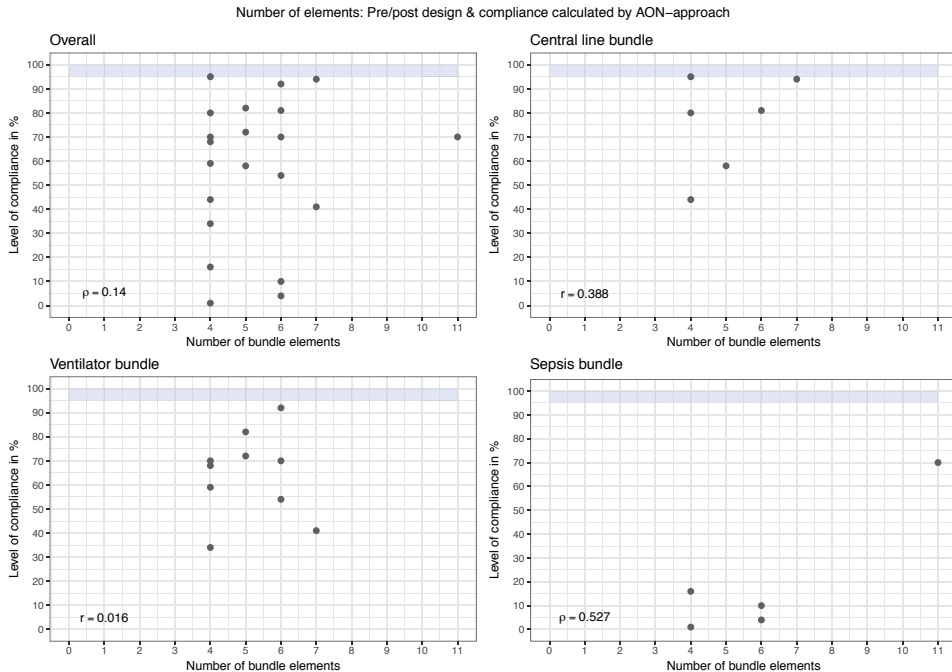 Number of elements: Pre/post design & compliance calculated by AON−approach
Overall
Level of compliance in %
100
90
80
70
60
50
40
30
20
10
0
ρ = 0.14
0 1 2 3 4 5 6 7 8 9 10 11
Number of bundle elements
Central line bundle
Level of compliance in %
100
90
80
70
60
50
40
30
20
10
0
r = 0.388
0 1 2 3 4 5 6 7 8 9 10 11
Number of bundle elements
Ventilator bundle
Level of compliance in %
100
90
80
70
60
50
40
30
20
10
0
r = 0.016
0 1 2 3 4 5 6 7 8 9 10 11
Number of bundle elements
Sepsis bundle
Level of compliance in %
100
90
80
70
60
50
40
30
20
10
0
ρ = 0.527
0 1 2 3 4 5 6 7 8 9 10 11
Number of bundle elements